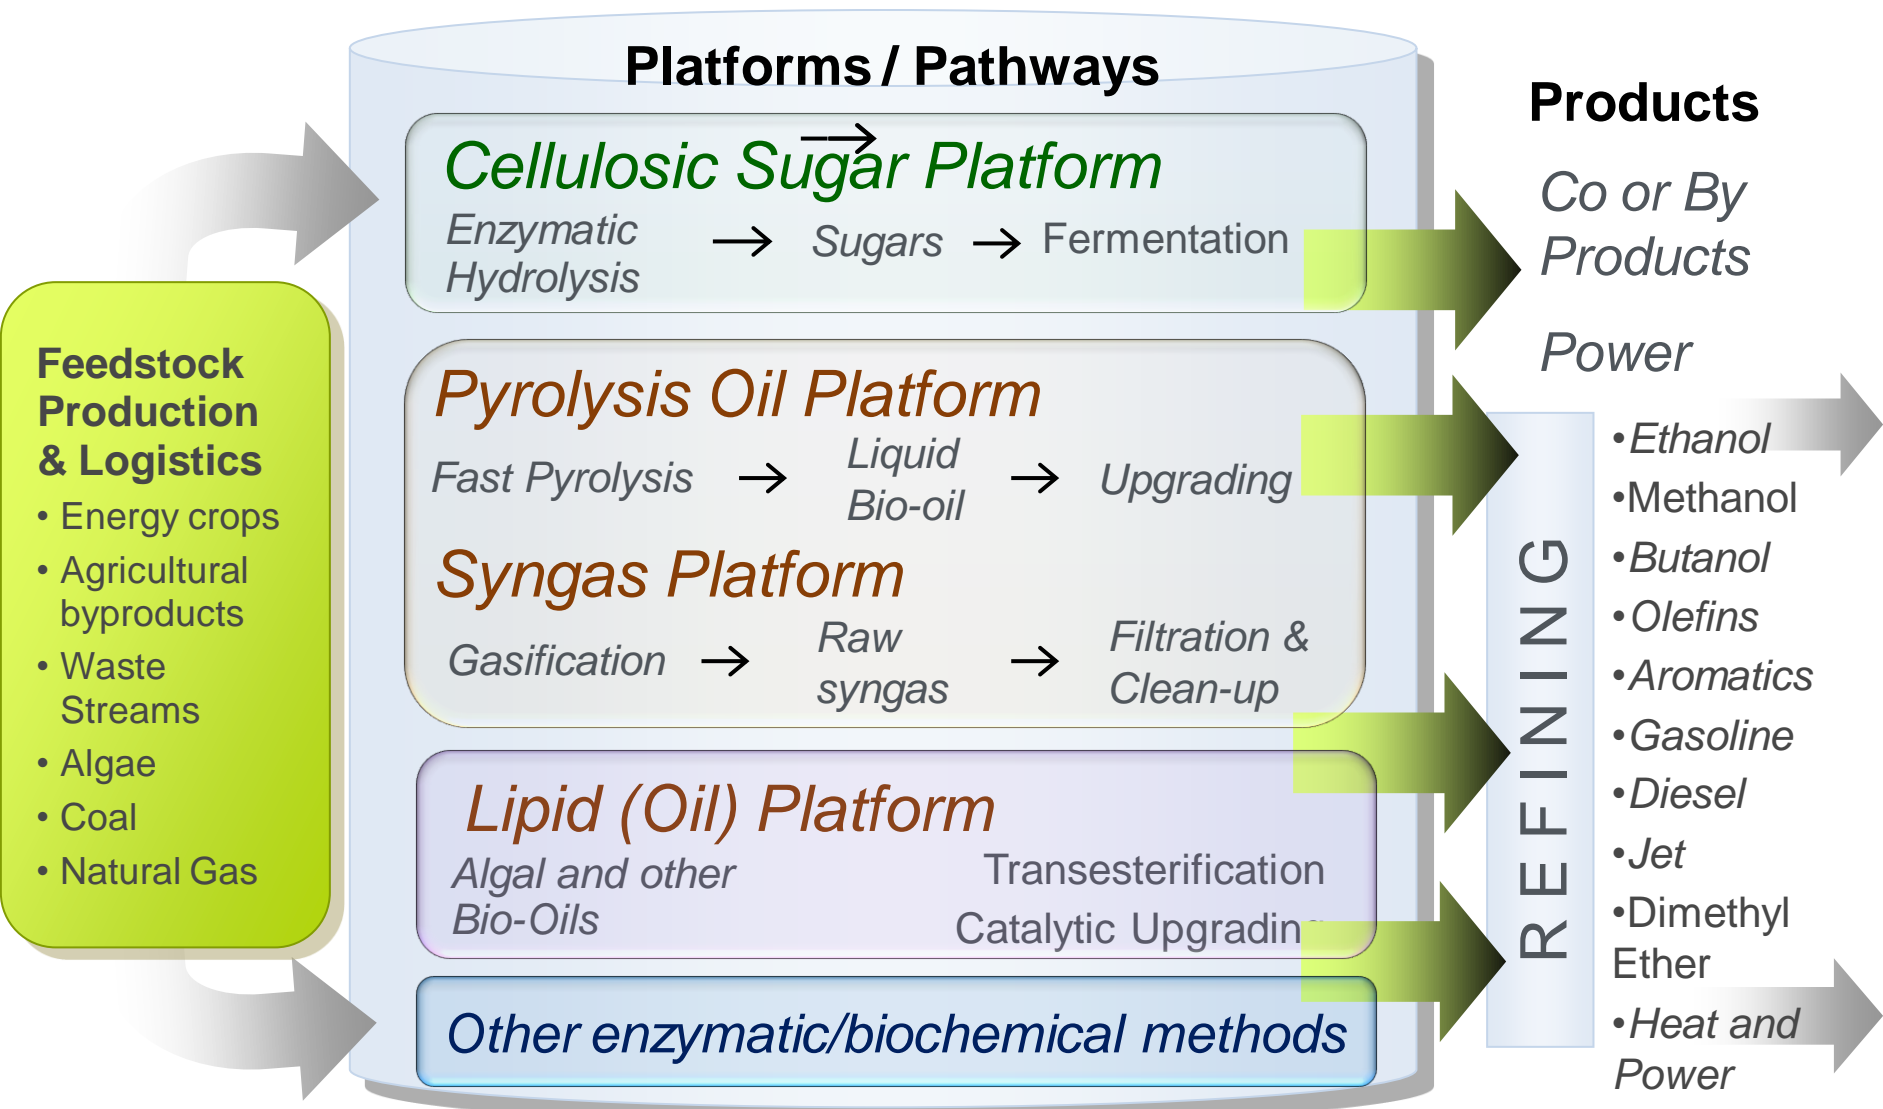 Platforms / Pathways
Products
Cellulosic Sugar Platform
Enzymatic
Hydrolysis
Sugars
Fermentation
Co or By
Products
Power
Feedstock
Production
& Logistics
• Energy crops
• Agricultural
byproducts
• Waste
Streams
• Algae
• Coal
• Natural Gas
Pyrolysis Oil Platform
Fast Pyrolysis
Liquid
Bio-oil
Upgrading
Syngas Platform
Gasification
Raw
syngas
Filtration &
Clean-up
Lipid (Oil) Platform
Algal and other
Bio-Oils
Transesterification
Catalytic Upgrading
Other enzymatic/biochemical methods
REFINING
•Ethanol
•Methanol
•Butanol
•Olefins
•Aromatics
•Gasoline
•Diesel
•Jet
•Dimethyl
Ether
•Heat and
Power